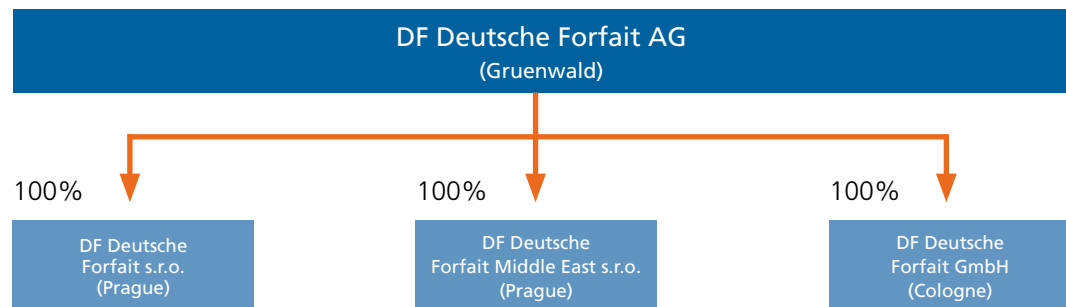 DF Deutsche Forfait AG
(Gruenwald)
100%
100%
100%
DF Deutsche
Forfait s.r.o.
(Prague)
DF Deutsche
Forfait Middle East s.r.o.
(Prague)
DF Deutsche
Forfait GmbH
(Cologne)